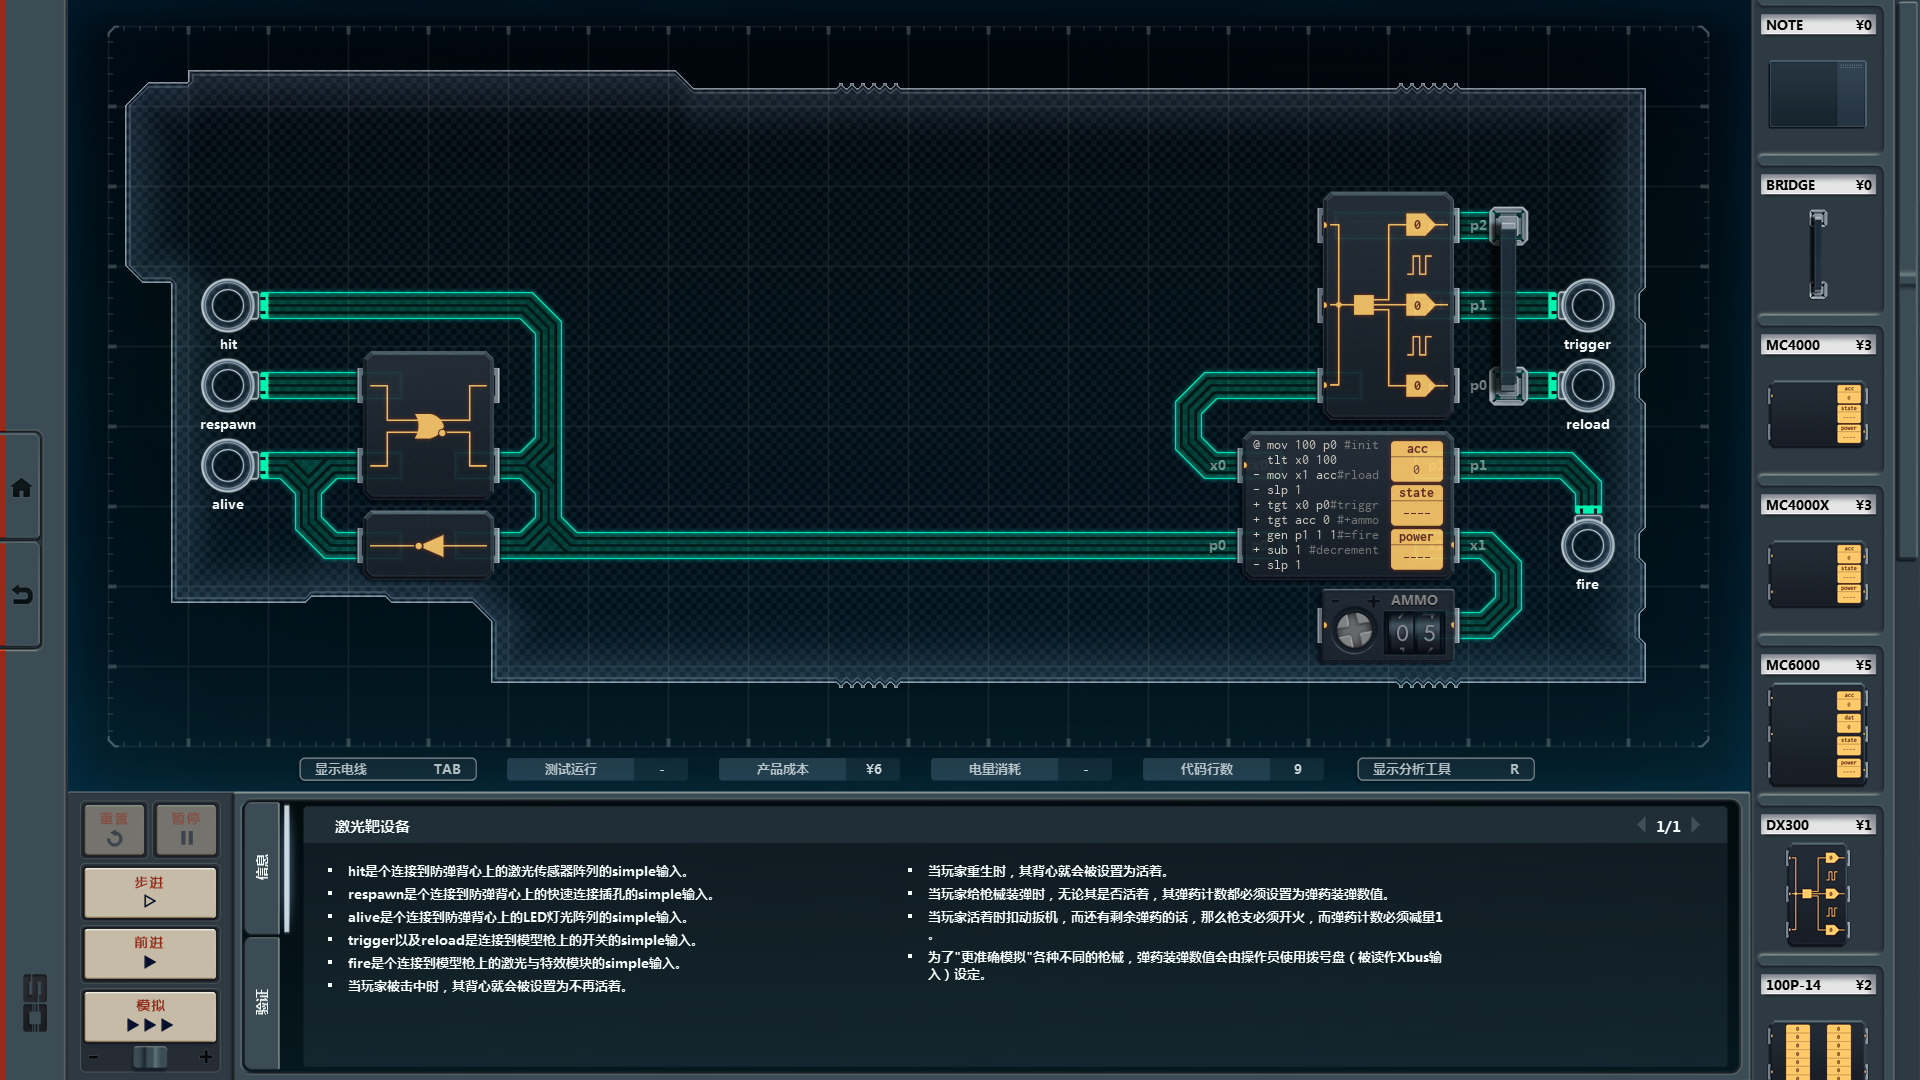 NOTE ¥0
BRIDGE ¥0
MC4000 ¥3
acc
0
state
----
power
----
MC4000X ¥3
acc
0
state
----
power
----
MC6000 ¥5
acc
0
dat
0
state
----
power
----
DX300 ¥1
0
0
0
100P-14 ¥2
hit
respawn
alive
0
0
0
p2
p1
p0
trigger
reload
fire
x0
p0
p1
x1
@ mov 100 p0 #init
tlt x0 100
- mov x1 acc#rload
- slp 1
+ tgt x0 p0#triggr
+ tgt acc 0 #+ammo
+ gen p1 1 1#=fire
+ sub 1 #decrement
- slp 1
acc
0
state
----
power
----
- + AMMO
0 5
显示电线 TAB
测试运行 -
产品成本 ¥6
电量消耗 -
代码行数 9
显示分析工具 R
重置
暂停
步进
前进
模拟
- +
信息
验证
激光靶设备
1/1
▪ hit是个连接到防弹背心上的激光传感器阵列的simple输入。
▪ respawn是个连接到防弹背心上的快速连接插孔的simple输入。
▪ alive是个连接到防弹背心上的LED灯光阵列的simple输入。
▪ trigger以及reload是连接到模型枪上的开关的simple输入。
▪ fire是个连接到模型枪上的激光与特效模块的simple输入。
▪ 当玩家被击中时，其背心就会被设置为不再活着。
▪ 当玩家重生时，其背心就会被设置为活着。
▪ 当玩家给枪械装弹时，无论其是否活着，其弹药计数都必须设置为弹药装弹数值。
▪ 当玩家活着时扣动扳机，而还有剩余弹药的话，那么枪支必须开火，而弹药计数必须减量1
。
▪ 为了"更准确模拟"各种不同的枪械，弹药装弹数值会由操作员使用拨号盘（被读作Xbus输
入）设定。